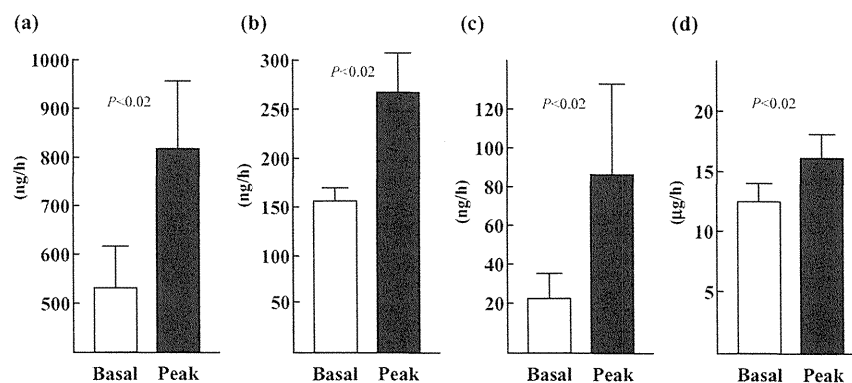 (a)
(ng/h)
1000
900
800
700
600
500
P<0.02
Basal Peak
(b)
(ng/h)
300
250
200
150
100
50
P<0.02
Basal Peak
(c)
(ng/h)
120
100
80
60
40
20
P<0.02
Basal Peak
(d)
(µg/h)
20
15
10
5
P<0.02
Basal Peak